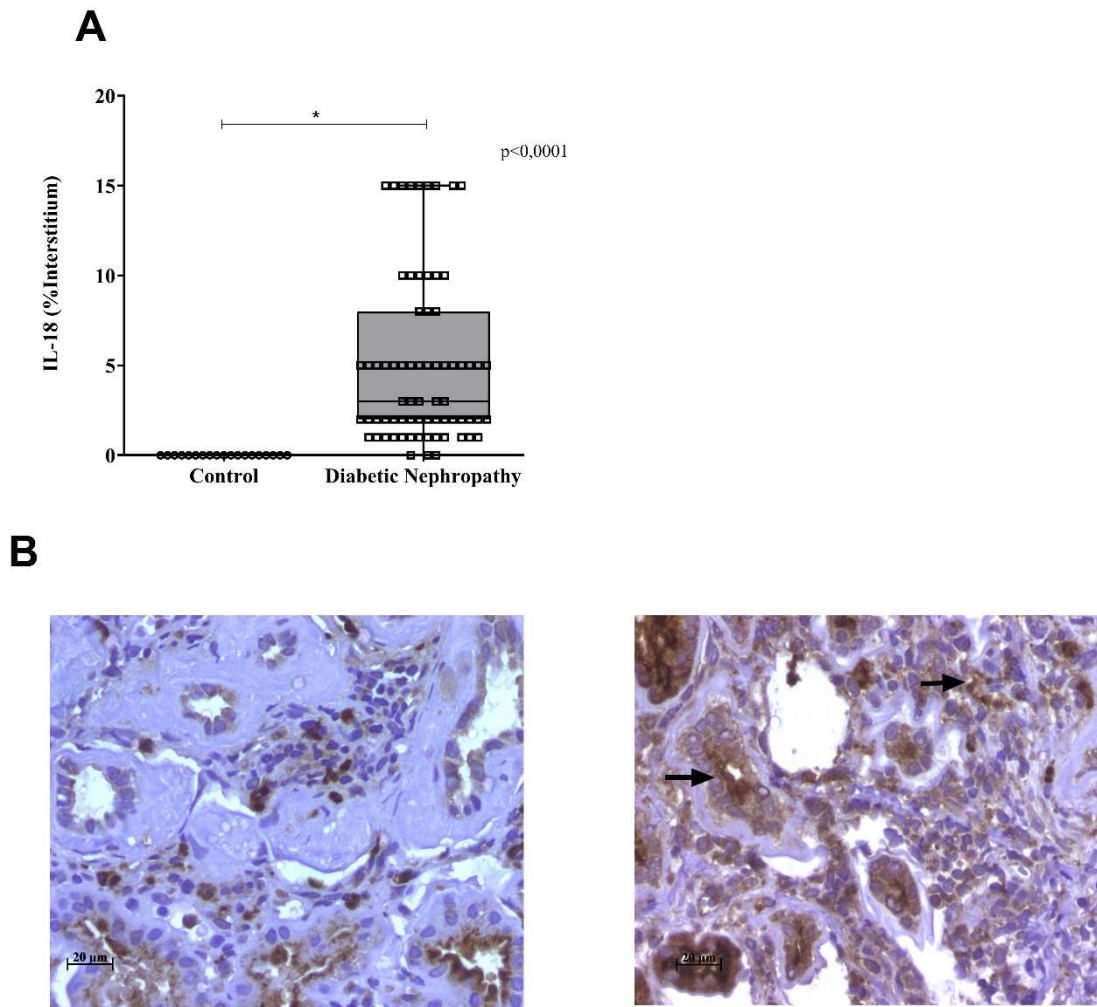 A
20
*
p<0,0001
15
IL-18 (%Interstitium)
10
5
0
Control
Diabetic Nephropathy
B
20 µm
20 µm